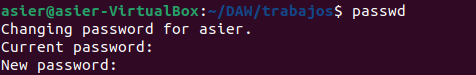 asier@asier-VirtualBox:~/DAW/trabajos$ passwd
Changing password for asier.
Current password:
New password: